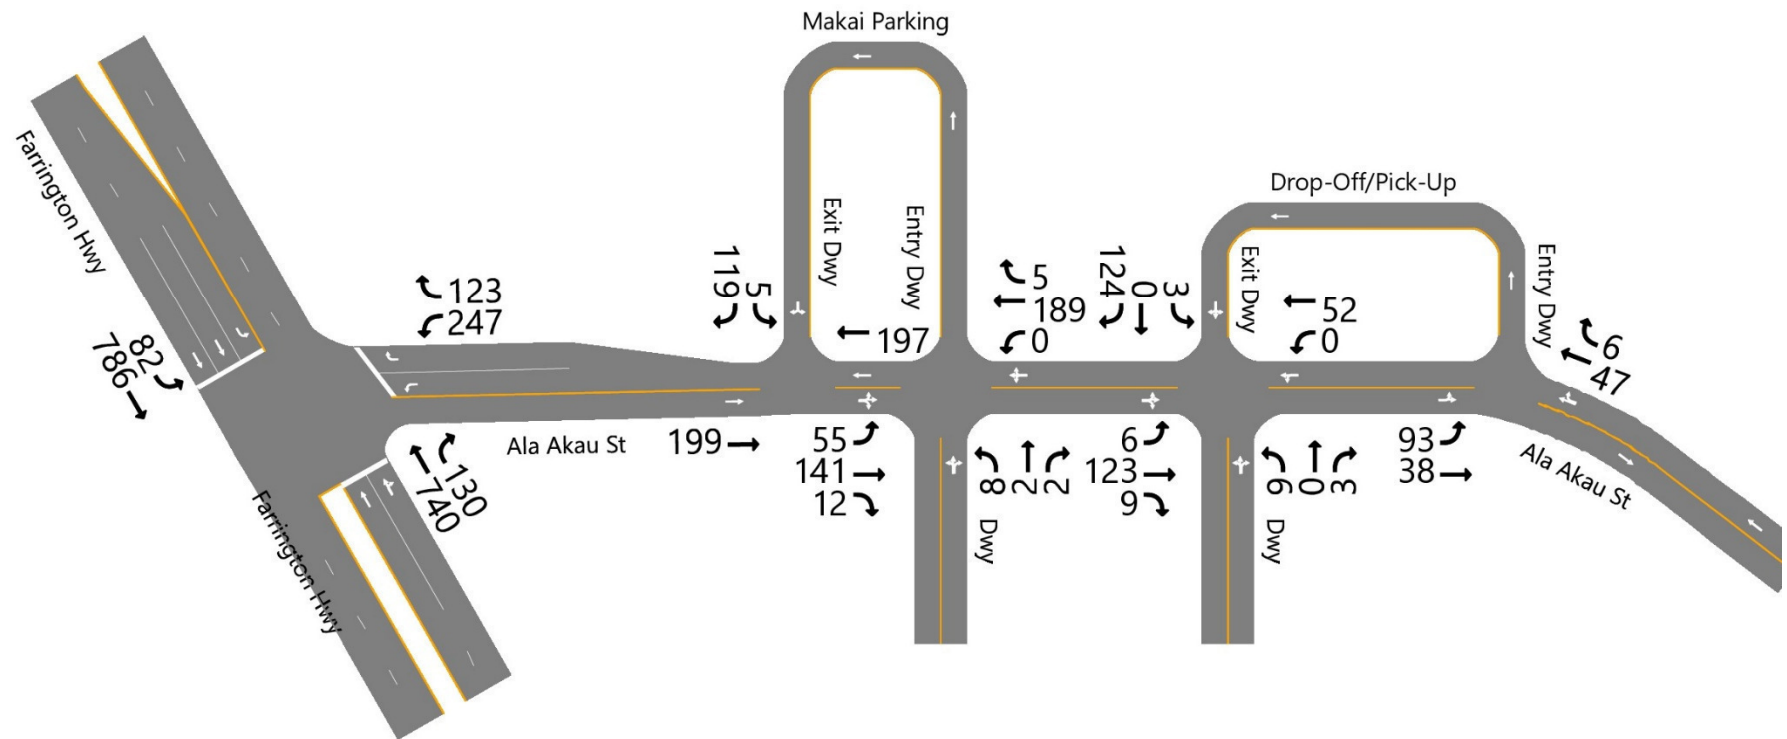 Makai Parking
Drop-Off/Pick-Up
Farrington Hwy
Exit Dwy
Entry Dwy
Exit Dwy
Entry Dwy
123
247
119
5
5
189
0
124
0
3
52
0
6
47
82
786
197
130
740
Ala Akau St
199
55
141
12
8
2
2
6
123
9
6
0
3
93
38
Ala Akau St
Dwy
Dwy
Farrington Hwy